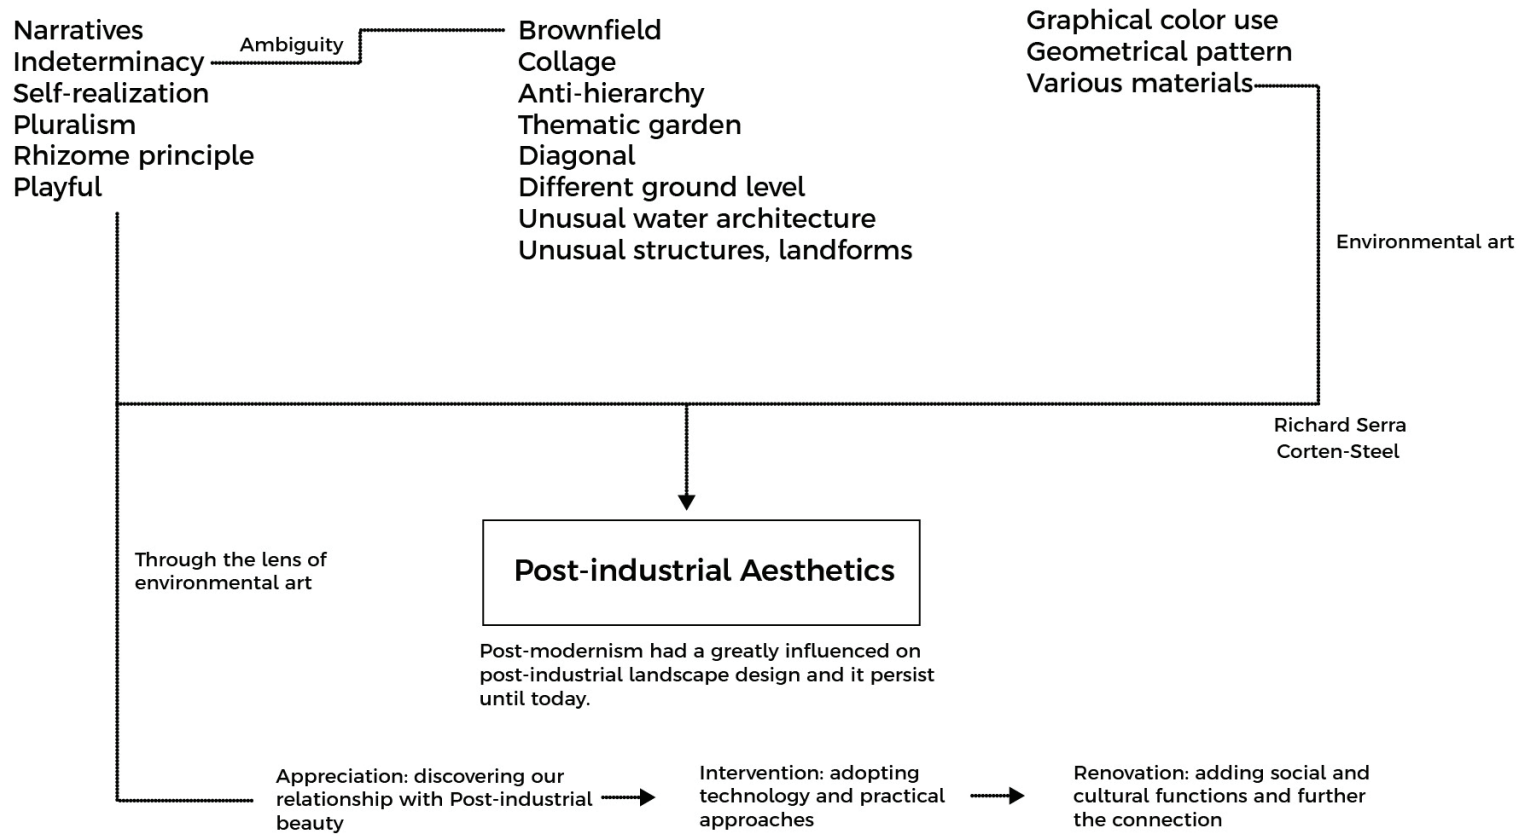 Narratives
Indeterminacy
Self-realization
Pluralism
Rhizome principle
Playful
Ambiguity
Brownfield
Collage
Anti-hierarchy
Thematic garden
Diagonal
Different ground level
Unusual water architecture
Unusual structures, landforms
Graphical color use
Geometrical pattern
Various materials
Environmental art
Richard Serra
Corten-Steel
Through the lens of
environmental art
Post-industrial Aesthetics
Post-modernism had a greatly influenced on
post-industrial landscape design and it persist
until today.
Appreciation: discovering our
relationship with Post-industrial
beauty
Intervention: adopting
technology and practical
approaches
Renovation: adding social and
cultural functions and further
the connection